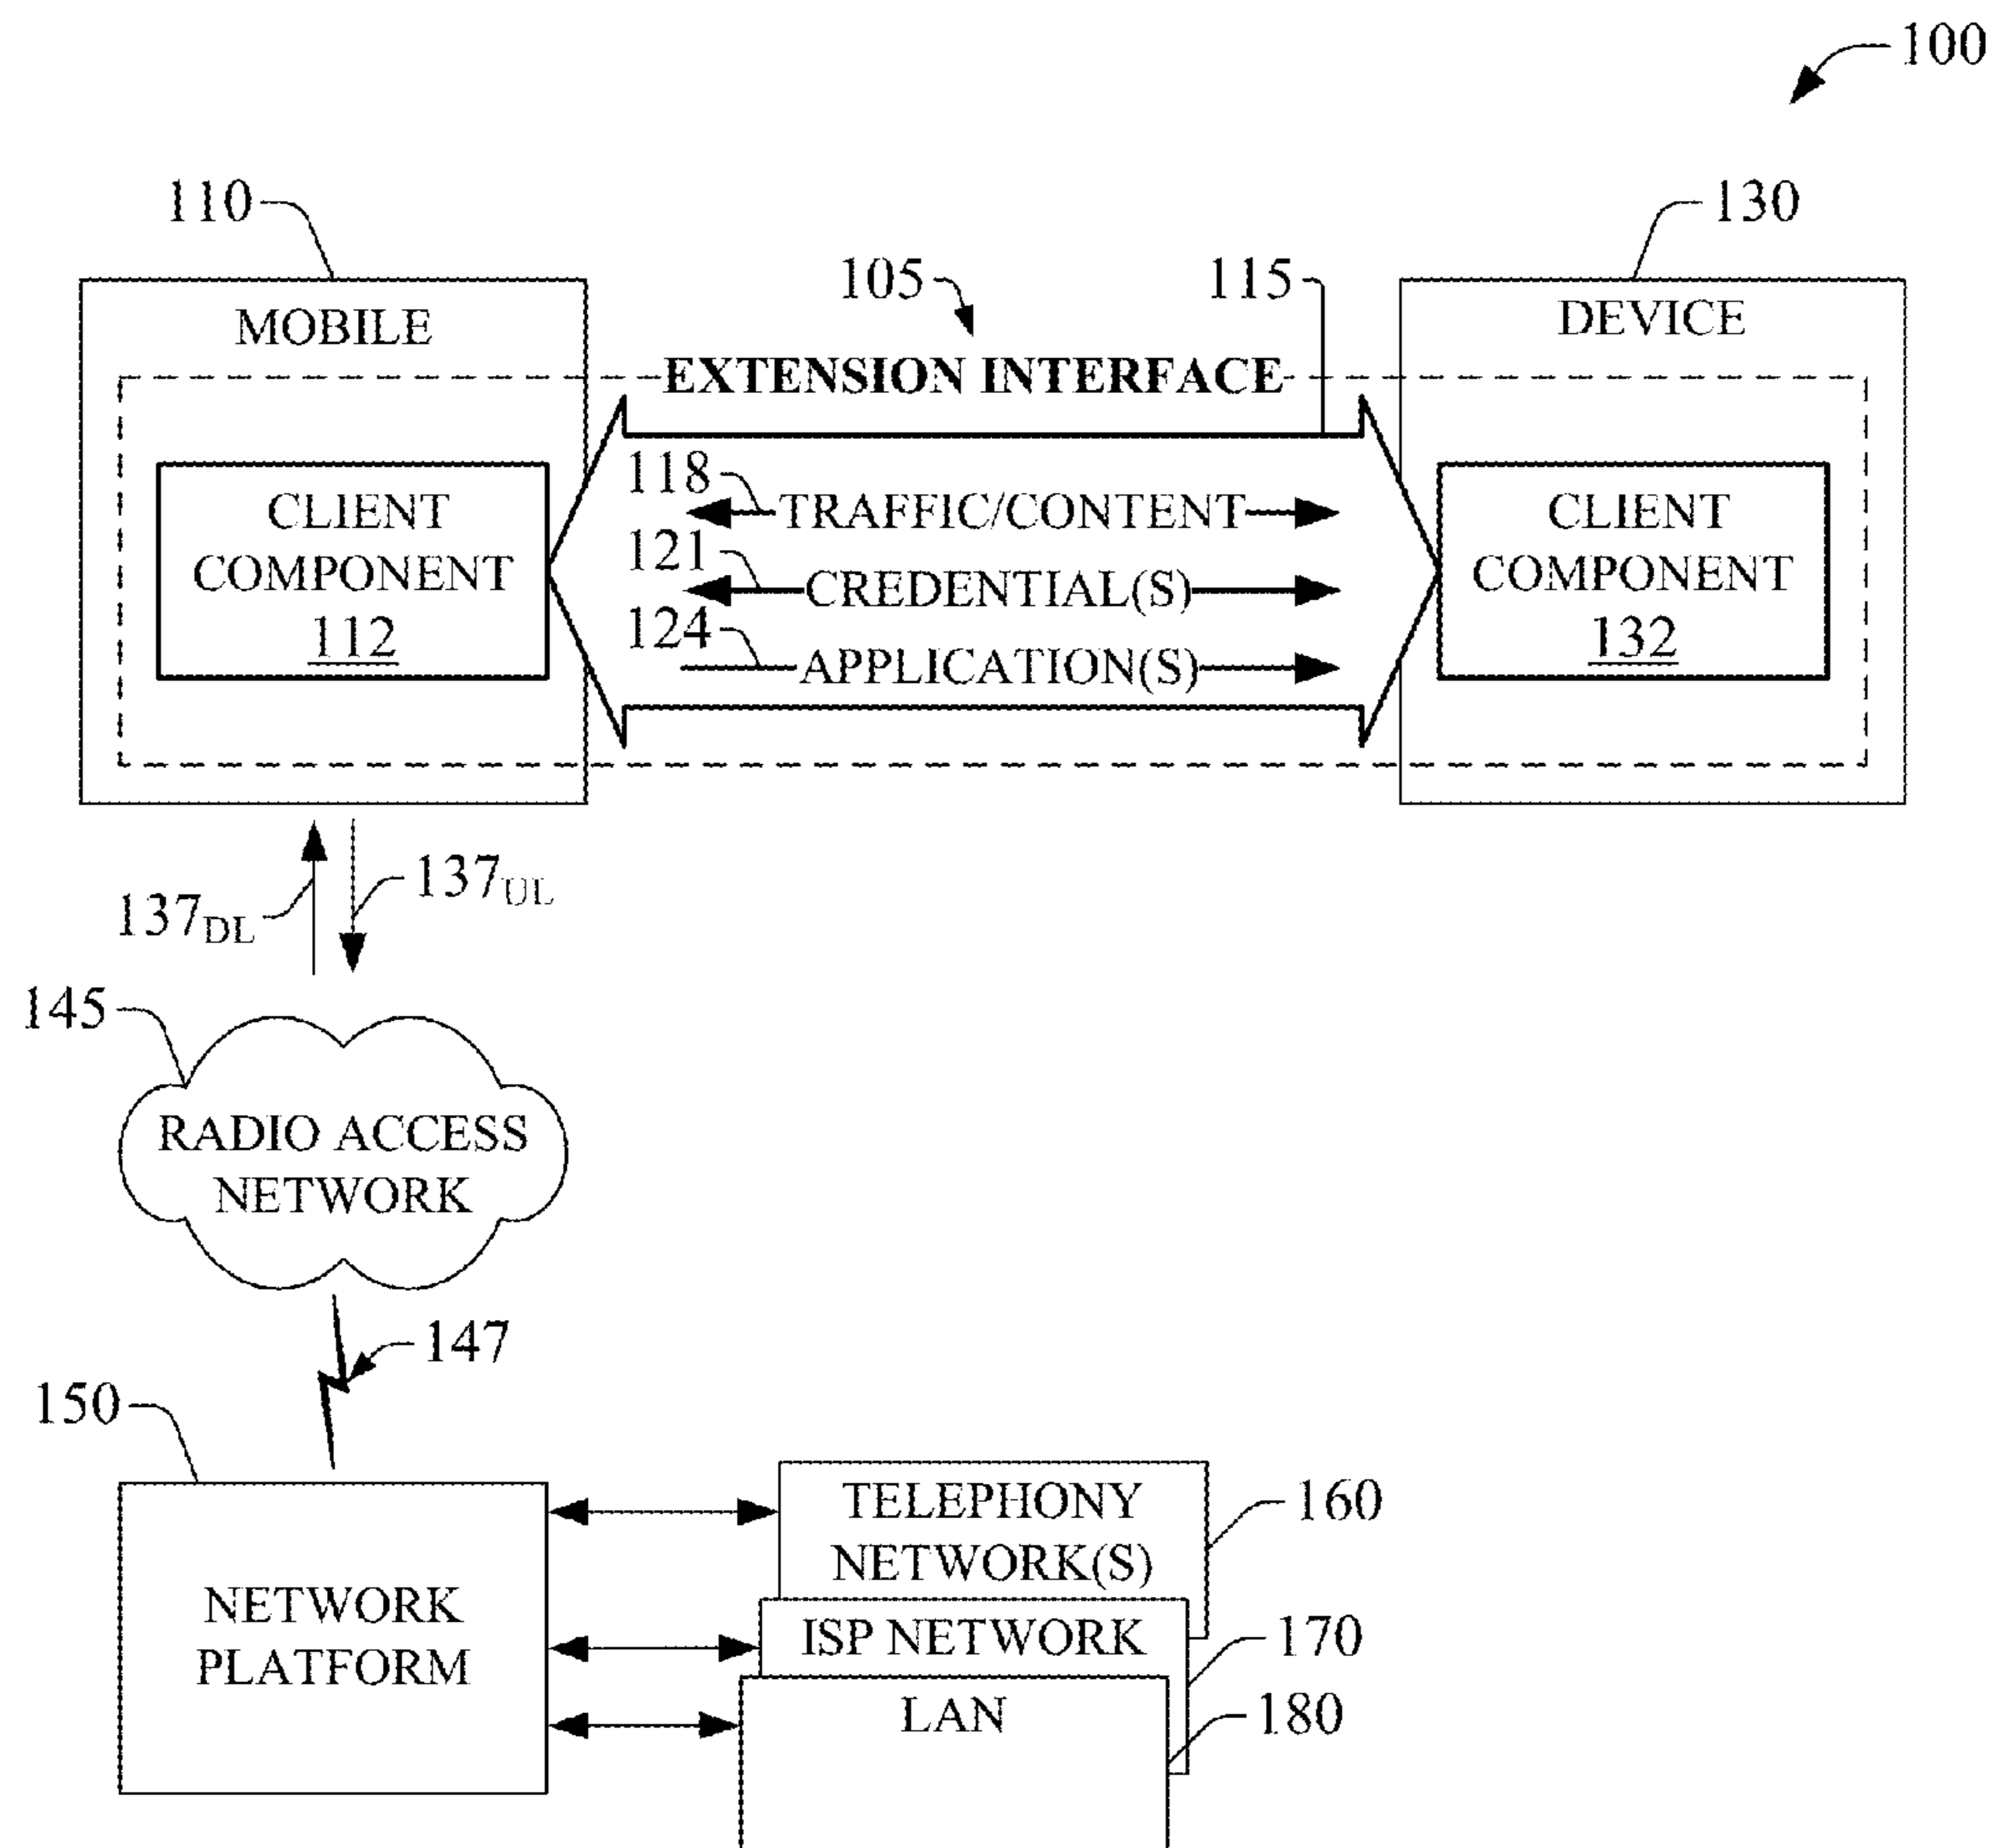 100
110
130
105
115
MOBILE
DEVICE
EXTENSION INTERFACE
118
TRAFFIC/CONTENT
121
CREDENTIAL(S)
124
APPLICATION(S)
CLIENT
COMPONENT
112
CLIENT
COMPONENT
132
137DL
137UL
145
RADIO ACCESS
NETWORK
147
150
NETWORK
PLATFORM
TELEPHONY
NETWORK(S)
160
ISP NETWORK
170
LAN
180